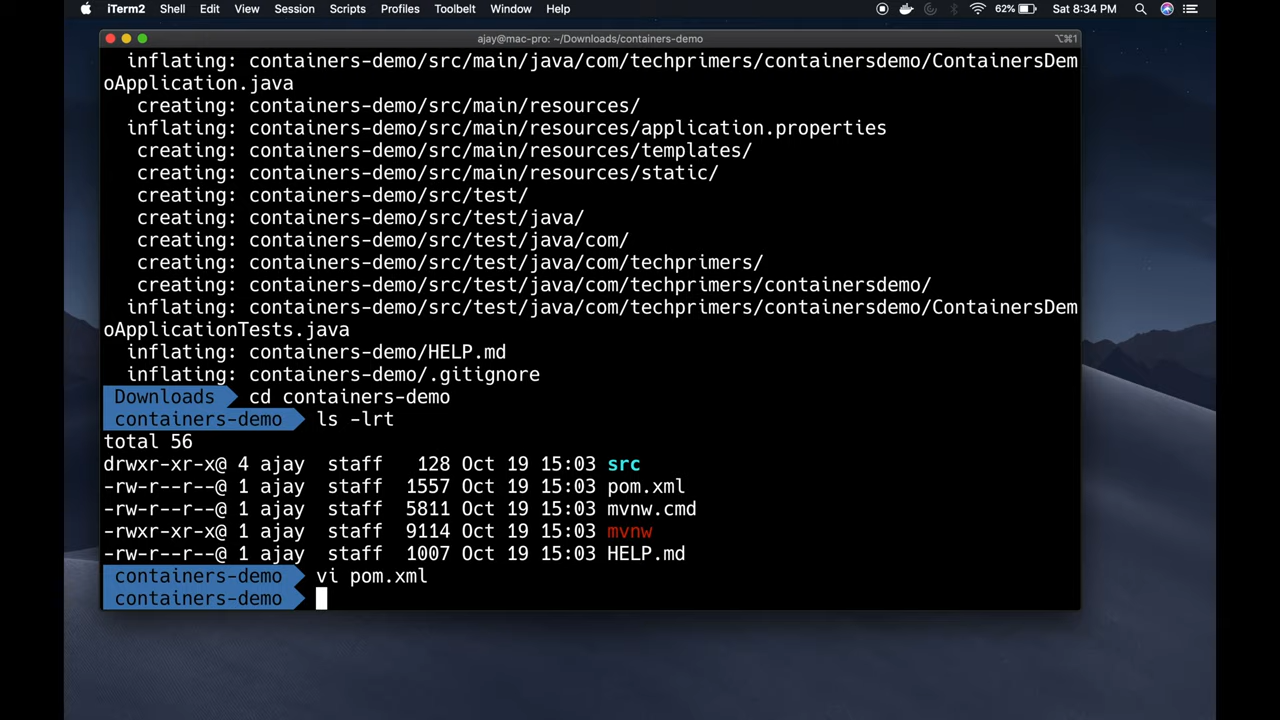 iTerm2 Shell Edit View Session Scripts Profiles Toolbelt Window Help 62% Sat 8:34 PM
ajay@mac-pro: ~/Downloads/containers-demo ⌥⌘1
inflating: containers-demo/src/main/java/com/techprimers/containersdemo/ContainersDem
oApplication.java
creating: containers-demo/src/main/resources/
inflating: containers-demo/src/main/resources/application.properties
creating: containers-demo/src/main/resources/templates/
creating: containers-demo/src/main/resources/static/
creating: containers-demo/src/test/
creating: containers-demo/src/test/java/
creating: containers-demo/src/test/java/com/
creating: containers-demo/src/test/java/com/techprimers/
creating: containers-demo/src/test/java/com/techprimers/containersdemo/
inflating: containers-demo/src/test/java/com/techprimers/containersdemo/ContainersDem
oApplicationTests.java
inflating: containers-demo/HELP.md
inflating: containers-demo/.gitignore
Downloads cd containers-demo
containers-demo ls -lrt
total 56
drwxr-xr-x@ 4 ajay staff 128 Oct 19 15:03 src
-rw-r--r--@ 1 ajay staff 1557 Oct 19 15:03 pom.xml
-rw-r--r--@ 1 ajay staff 5811 Oct 19 15:03 mvnw.cmd
-rwxr-xr-x@ 1 ajay staff 9114 Oct 19 15:03 mvnw
-rw-r--r--@ 1 ajay staff 1007 Oct 19 15:03 HELP.md
containers-demo vi pom.xml
containers-demo